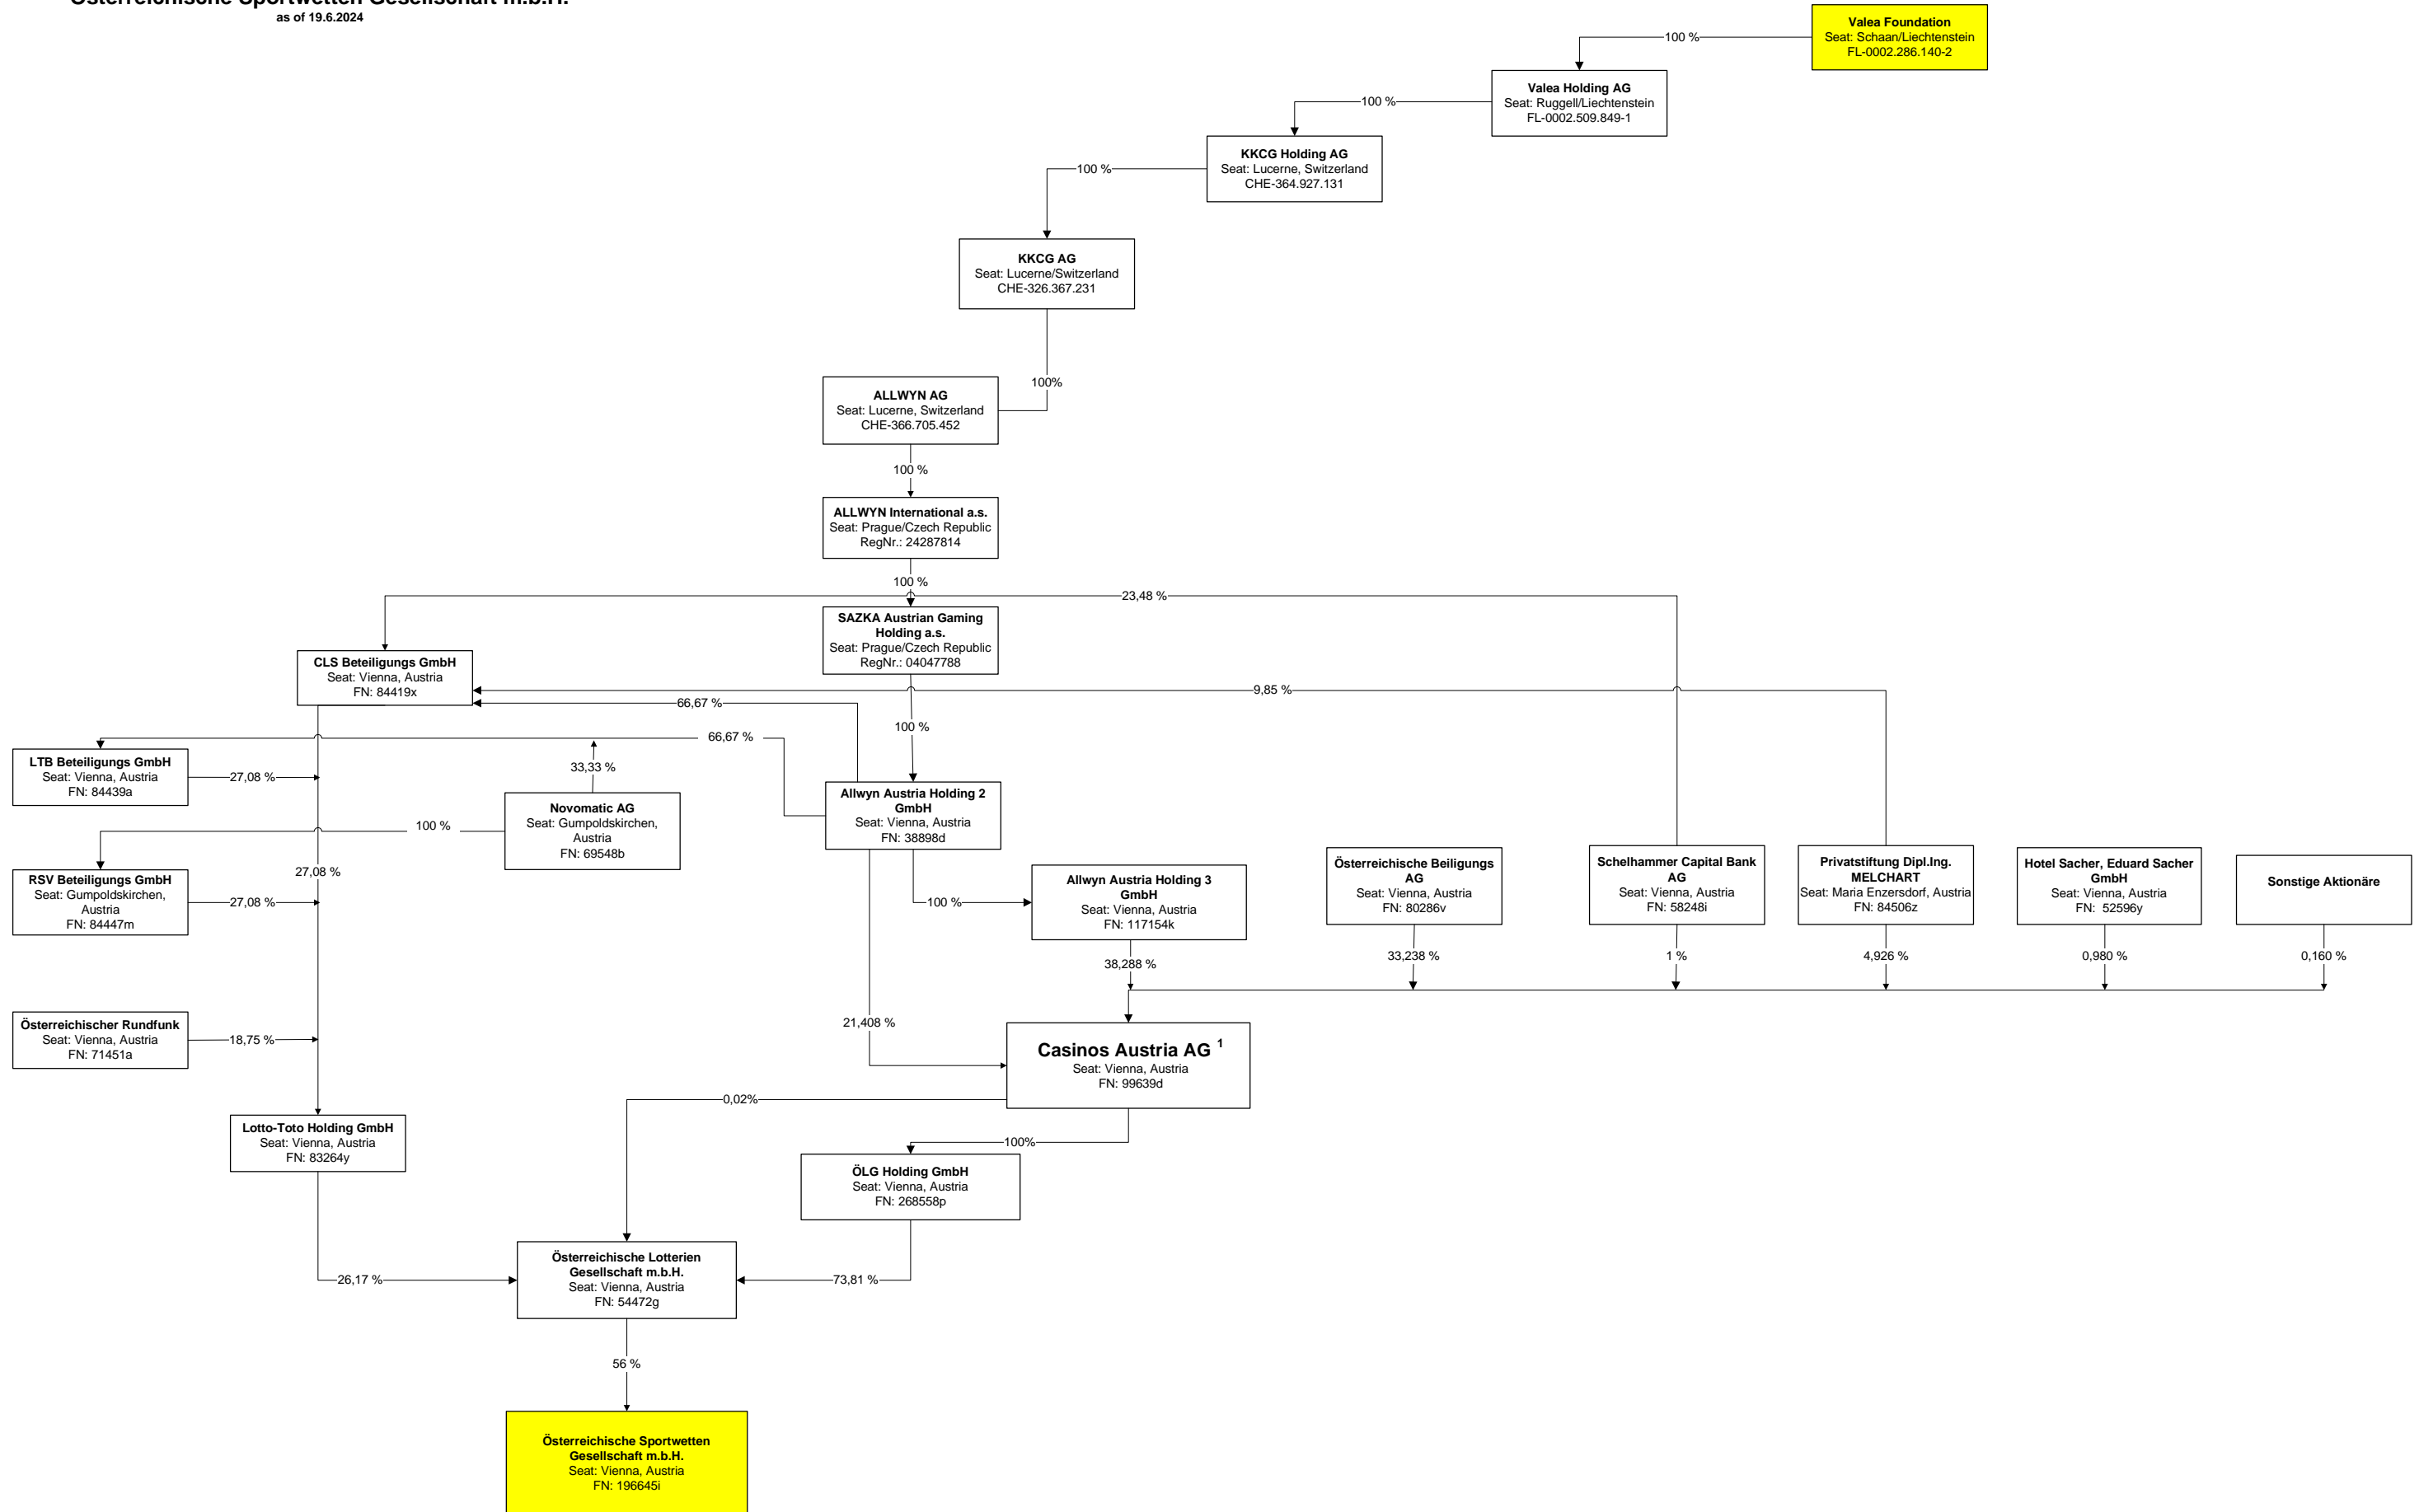 Österreichische Sportwetten Gesellschaft m.b.H.
as of 19.6.2024
Valea Foundation
Seat: Schaan/Liechtenstein
FL-0002.286.140-2
100 %
Valea Holding AG
Seat: Ruggell/Liechtenstein
FL-0002.509.849-1
100 %
KKCG Holding AG
Seat: Lucerne, Switzerland
CHE-364.927.131
100 %
KKCG AG
Seat: Lucerne/Switzerland
CHE-326.367.231
100%
ALLWYN AG
Seat: Lucerne, Switzerland
CHE-366.705.452
100 %
ALLWYN International a.s.
Seat: Prague/Czech Republic
RegNr.: 24287814
100 %
23,48 %
SAZKA Austrian Gaming
Holding a.s.
Seat: Prague/Czech Republic
RegNr.: 04047788
CLS Beteiligungs GmbH
Seat: Vienna, Austria
FN: 84419x
9,85 %
66,67 %
100 %
66,67 %
LTB Beteiligungs GmbH
Seat: Vienna, Austria
FN: 84439a
27,08 %
33,33 %
Novomatic AG
Seat: Gumpoldskirchen,
Austria
FN: 69548b
Allwyn Austria Holding 2
GmbH
Seat: Vienna, Austria
FN: 38898d
100 %
RSV Beteiligungs GmbH
Seat: Gumpoldskirchen,
Austria
FN: 84447m
27,08 %
27,08 %
100 %
Allwyn Austria Holding 3
GmbH
Seat: Vienna, Austria
FN: 117154k
Österreichische Beiligungs
AG
Seat: Vienna, Austria
FN: 80286v
Schelhammer Capital Bank
AG
Seat: Vienna, Austria
FN: 58248i
Privatstiftung Dipl.Ing.
MELCHART
Seat: Maria Enzersdorf, Austria
FN: 84506z
Hotel Sacher, Eduard Sacher
GmbH
Seat: Vienna, Austria
FN: 52596y
Sonstige Aktionäre
38,288 %
33,238 %
1 %
4,926 %
0,980 %
0,160 %
Österreichischer Rundfunk
Seat: Vienna, Austria
FN: 71451a
18,75 %
21,408 %
Casinos Austria AG 1
Seat: Vienna, Austria
FN: 99639d
0,02%
Lotto-Toto Holding GmbH
Seat: Vienna, Austria
FN: 83264y
100%
ÖLG Holding GmbH
Seat: Vienna, Austria
FN: 268558p
Österreichische Lotterien
Gesellschaft m.b.H.
Seat: Vienna, Austria
FN: 54472g
26,17 %
73,81 %
56 %
Österreichische Sportwetten
Gesellschaft m.b.H.
Seat: Vienna, Austria
FN: 196645i